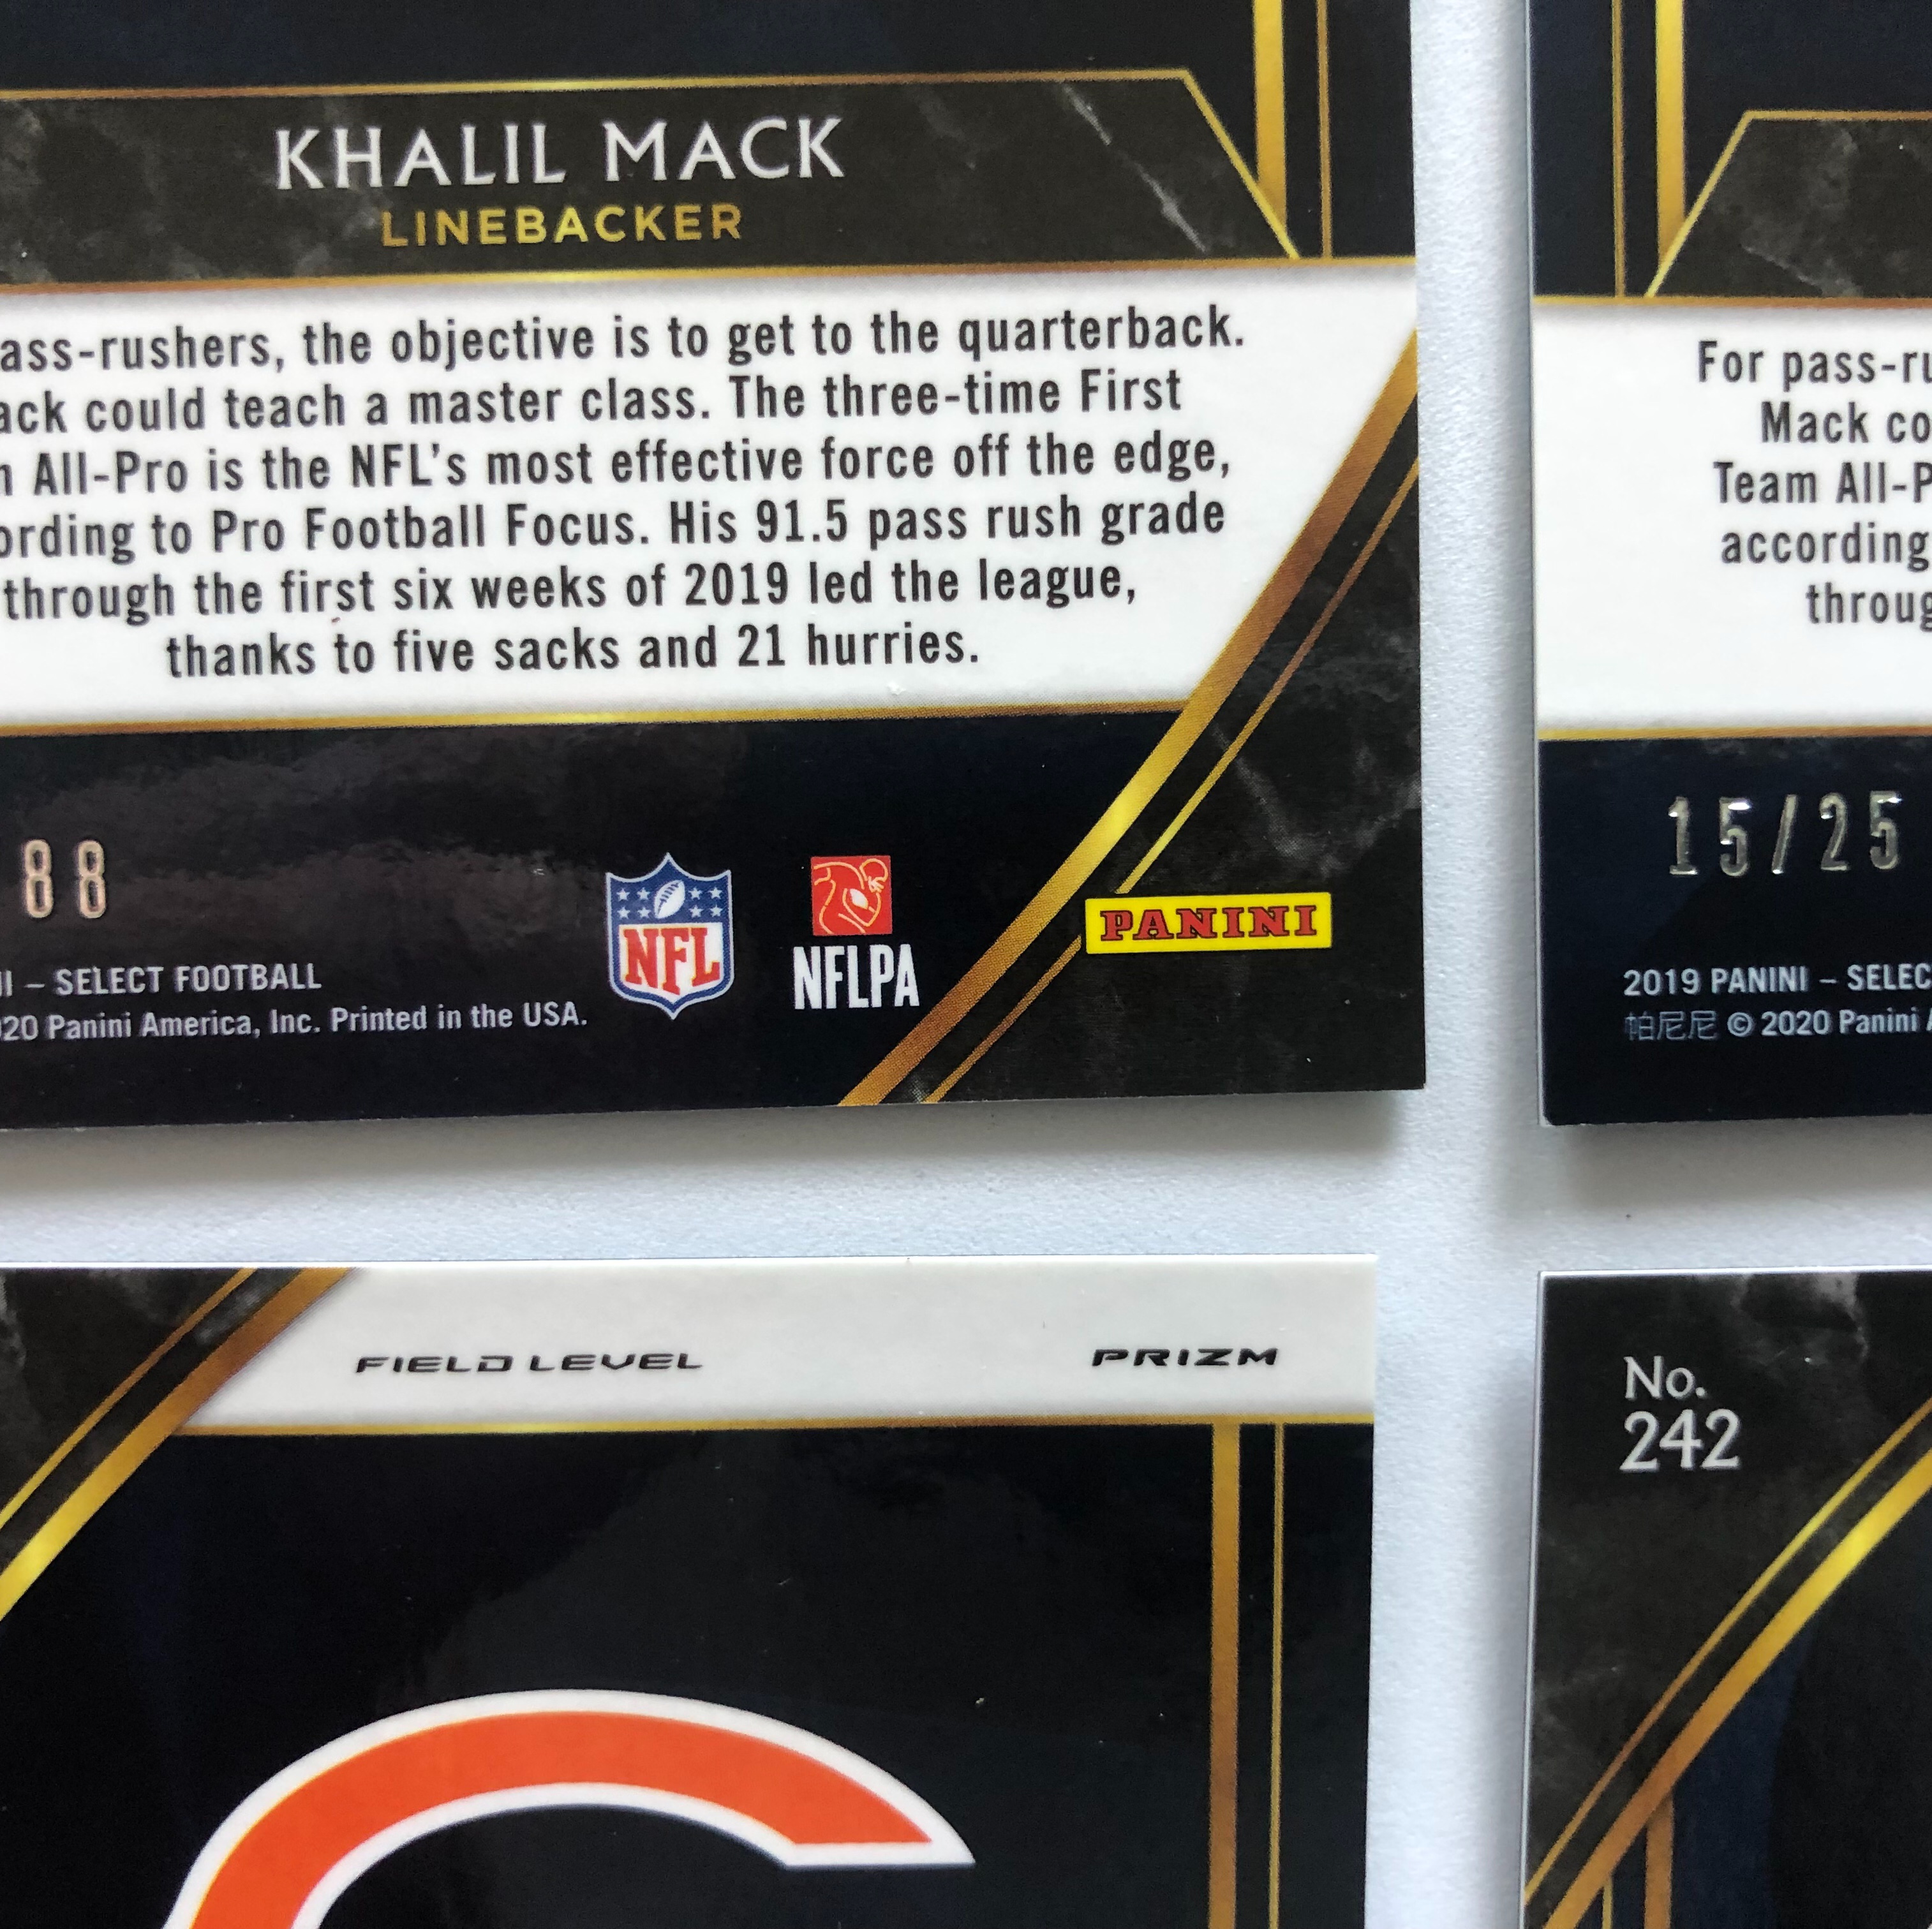 KHALIL MACK
LINEBACKER
ass-rushers, the objective is to get to the quarterback.
ack could teach a master class. The three-time First
All-Pro is the NFL's most effective force off the edge,
ording to Pro Football Focus. His 91.5 pass rush grade
through the first six weeks of 2019 led the league,
thanks to five sacks and 21 hurries.
88
NFL
NFLPA
PANINI
– SELECT FOOTBALL
20 Panini America, Inc. Printed in the USA.
For pass-ru
Mack co
Team All-P
according
throug
15/25
2019 PANINI – SELEC
帕尼尼 © 2020 Panini
FIELD LEVEL
PRIZM
No.
242